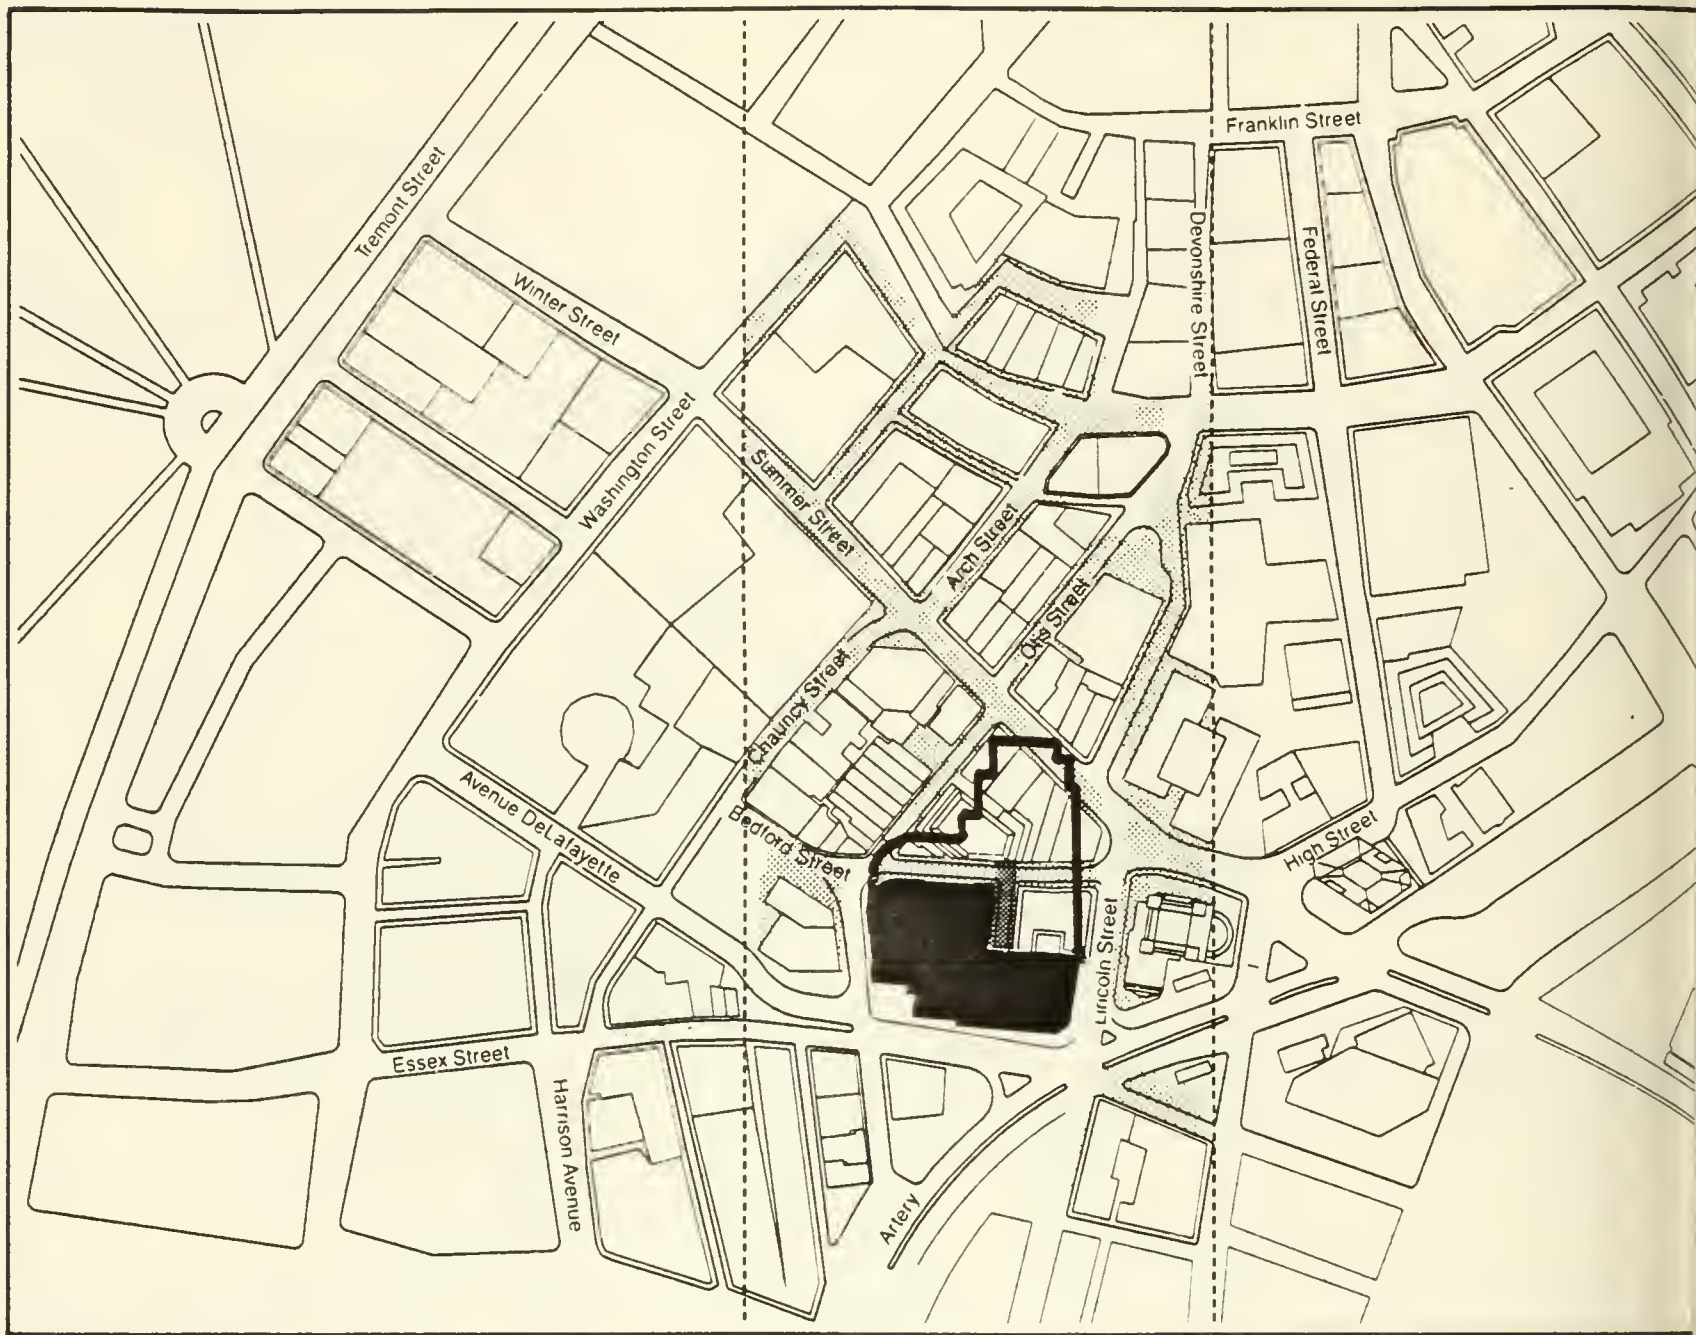 Franklin Street
Tremont Street
Winter Street
Devonshire Street
Federal Street
Washington Street
Summer Street
Arch Street
Otis Street
Chauncy Street
Avenue DeLafayette
Bedford Street
High Street
Lincoln Street
Essex Street
Harrison Avenue
Artery